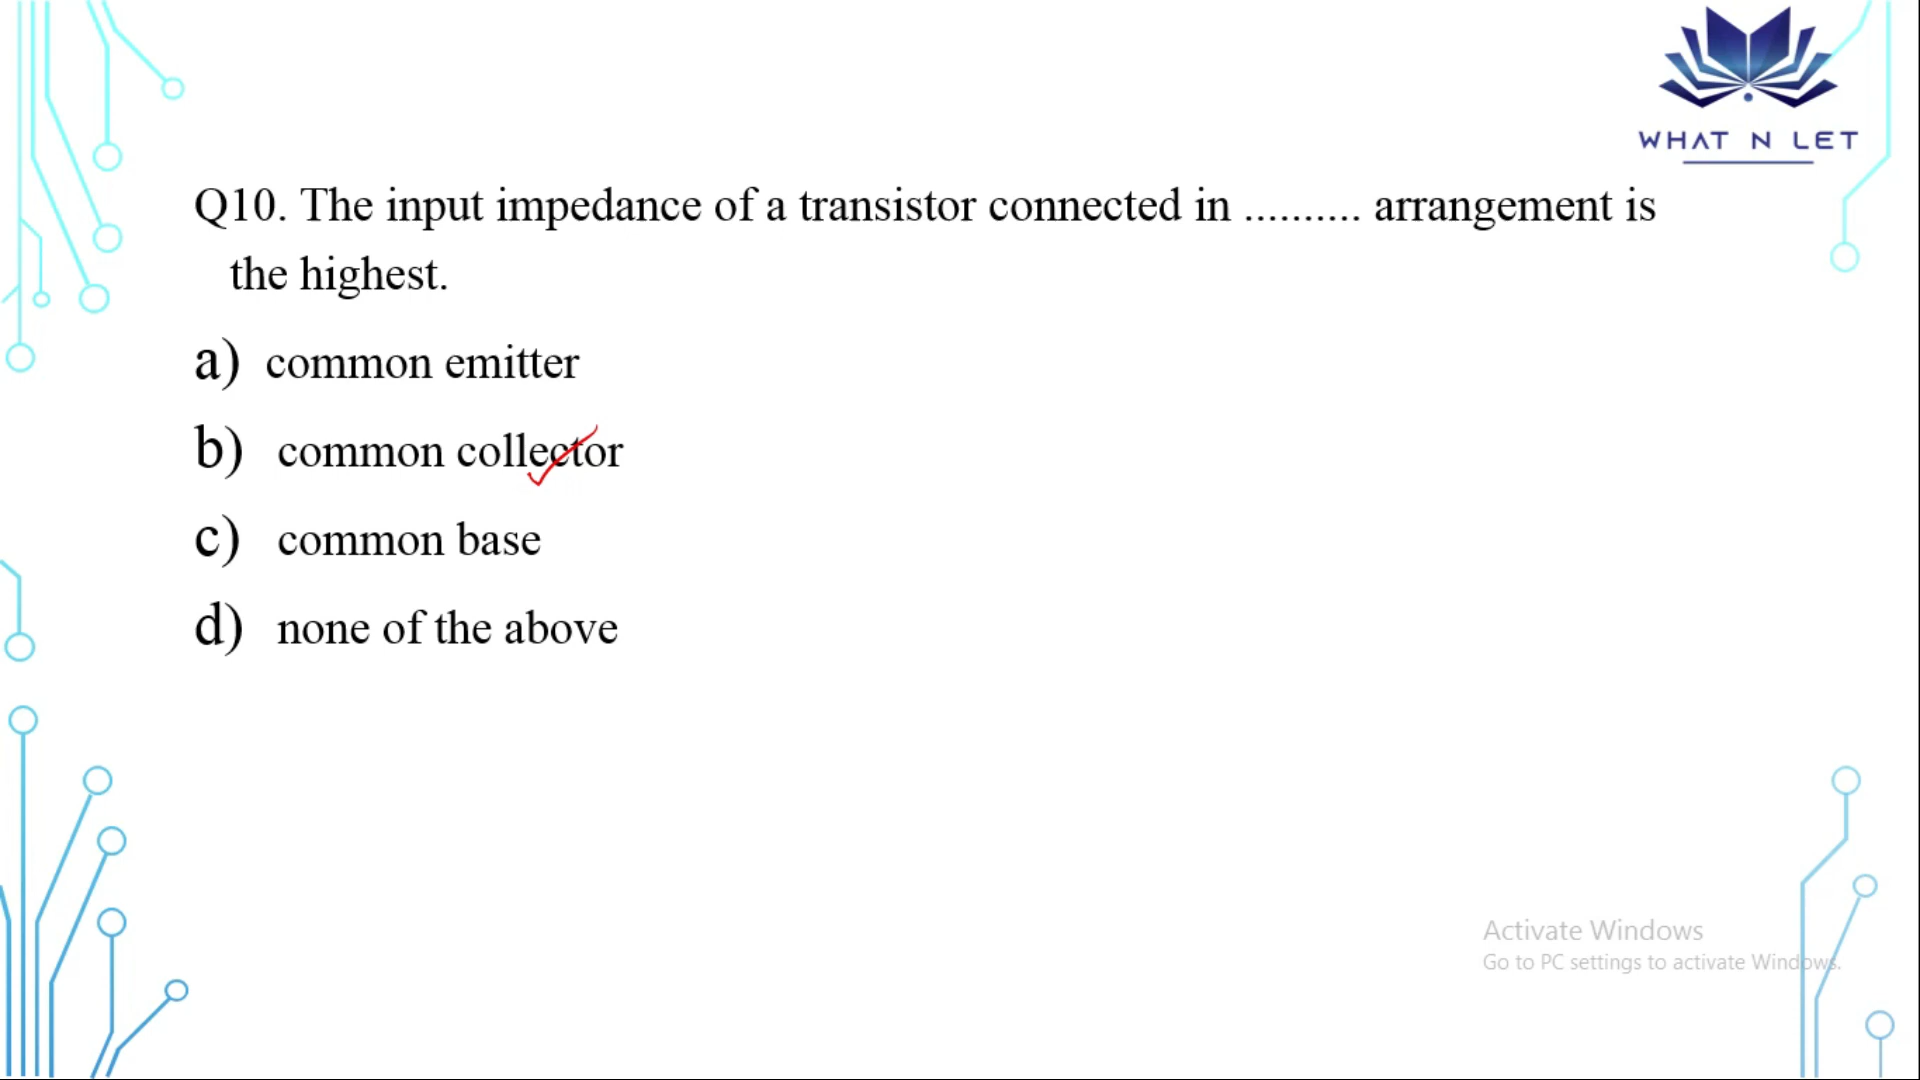 WHAT N LET
Q10. The input impedance of a transistor connected in .......... arrangement is
the highest.
a) common emitter
b) common collector
c) common base
d) none of the above
Activate Windows
Go to PC settings to activate Windows.